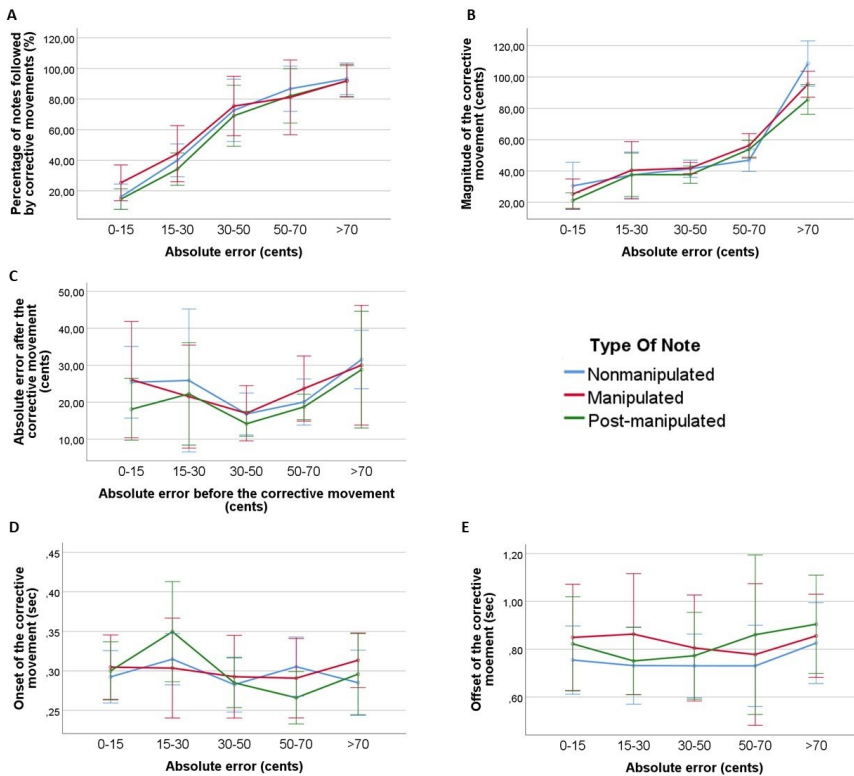 A
Percentage of notes followed
by corrective movements (%)
120,00
100,00
80,00
60,00
40,00
20,00
0-15 15-30 30-50 50-70 >70
Absolute error (cents)
B
Magnitude of the corrective
movement (cents)
120,00
100,00
80,00
60,00
40,00
20,00
0-15 15-30 30-50 50-70 >70
Absolute error (cents)
C
Absolute error after the
corrective movement
(cents)
50,00
40,00
30,00
20,00
10,00
0-15 15-30 30-50 50-70 >70
Absolute error before the corrective movement
(cents)
Type Of Note
Nonmanipulated
Manipulated
Post-manipulated
D
Onset of the corrective
movement (sec)
,45
,40
,35
,30
,25
0-15 15-30 30-50 50-70 >70
Absolute error (cents)
E
Offset of the corrective
moement (sec)
1,20
1,00
,80
,60
0-15 15-30 30-50 50-70 >70
Absolute error (cents)